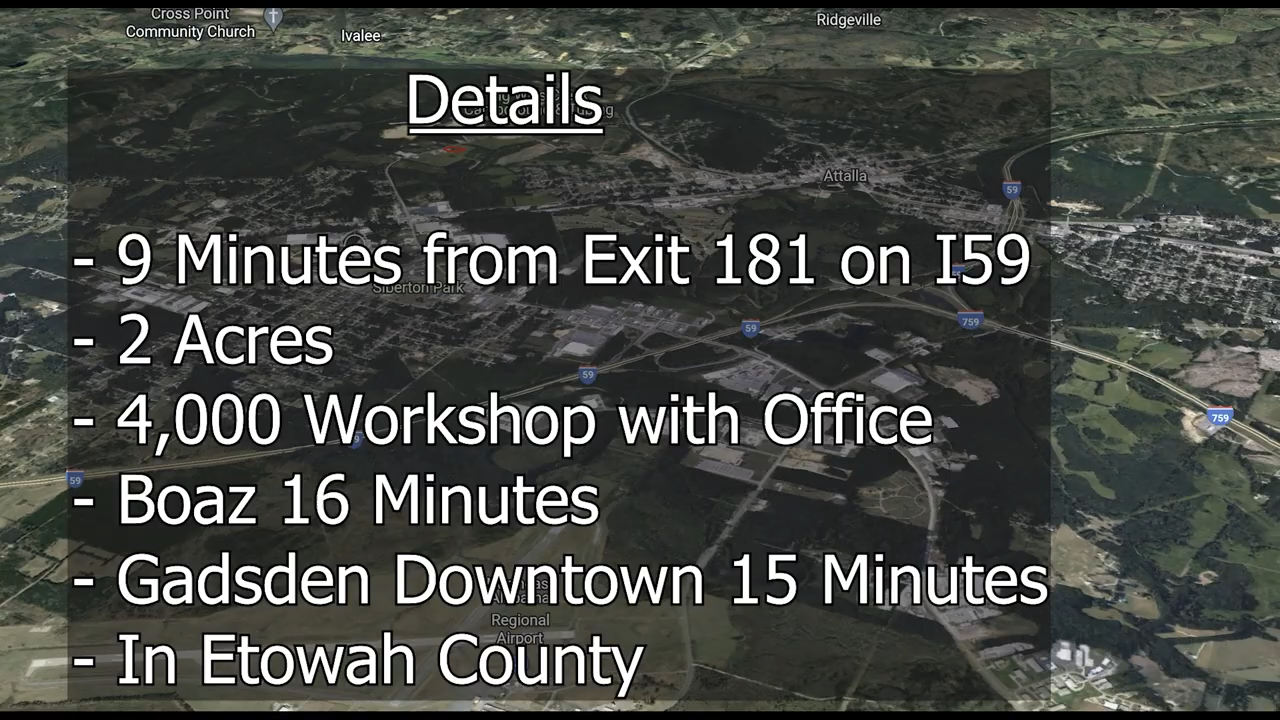 Cross Point
Community Church
Ivalee
Ridgeville
Details
Attalla
59
- 9 Minutes from Exit 181 on I59
Siberton Park
759
59
- 2 Acres
59
759
- 4,000 Workshop with Office
59
- Boaz 16 Minutes
- Gadsden Downtown 15 Minutes
Regional
Airport
- In Etowah County